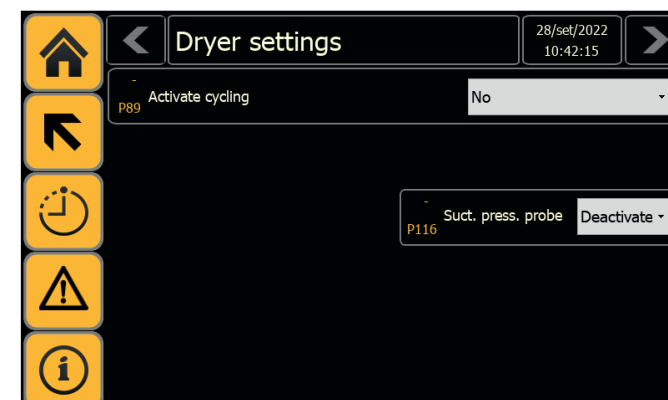 Dryer settings
28/set/2022
10:42:15
-
P89 Activate cycling
No
-
P116 Suct. press. probe
Deactivate